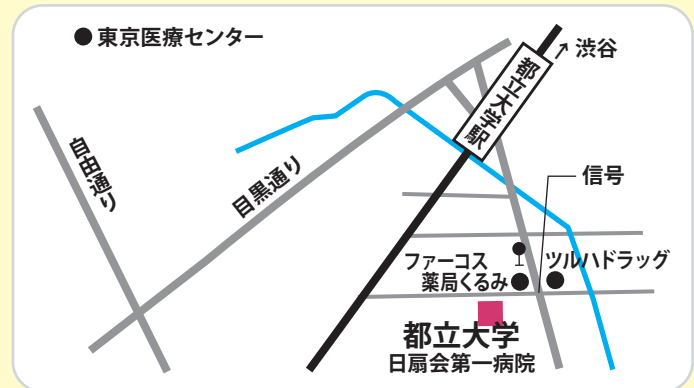 東京医療センター
渋谷
都立大学駅
自由通り
目黒通り
信号
ファーコス
薬局くるみ
ツルハドラッグ
都立大学
日扇会第一病院